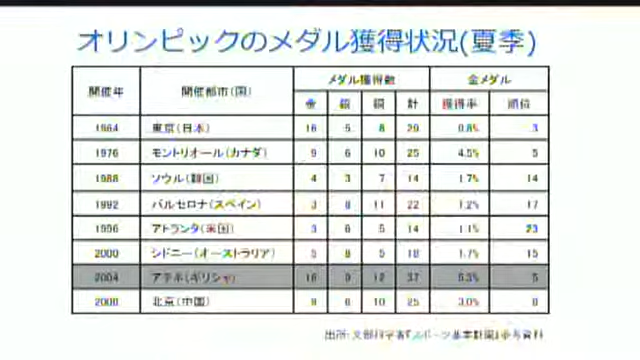 オリンピックのメダル獲得状況(夏季)
開催年 開催都市(国) メダル獲得数 金メダル
金 銀 銅 計 獲得率 順位
1964 東京(日本) 16 5 8 29 9.8% 3
1976 モントリオール(カナダ) 9 6 10 25 4.5% 5
1988 ソウル(韓国) 4 3 7 14 1.7% 14
1992 バルセロナ(スペイン) 3 8 11 22 1.2% 17
1996 アトランタ(米国) 3 6 5 14 1.1% 23
2000 シドニー(オーストラリア) 5 8 5 18 1.7% 15
2004 アテネ(ギリシャ) 16 9 12 37 5.3% 5
2008 北京(中国) 9 6 10 25 3.0% 8
出所:文部科学省『スポーツ基本計画』参考資料